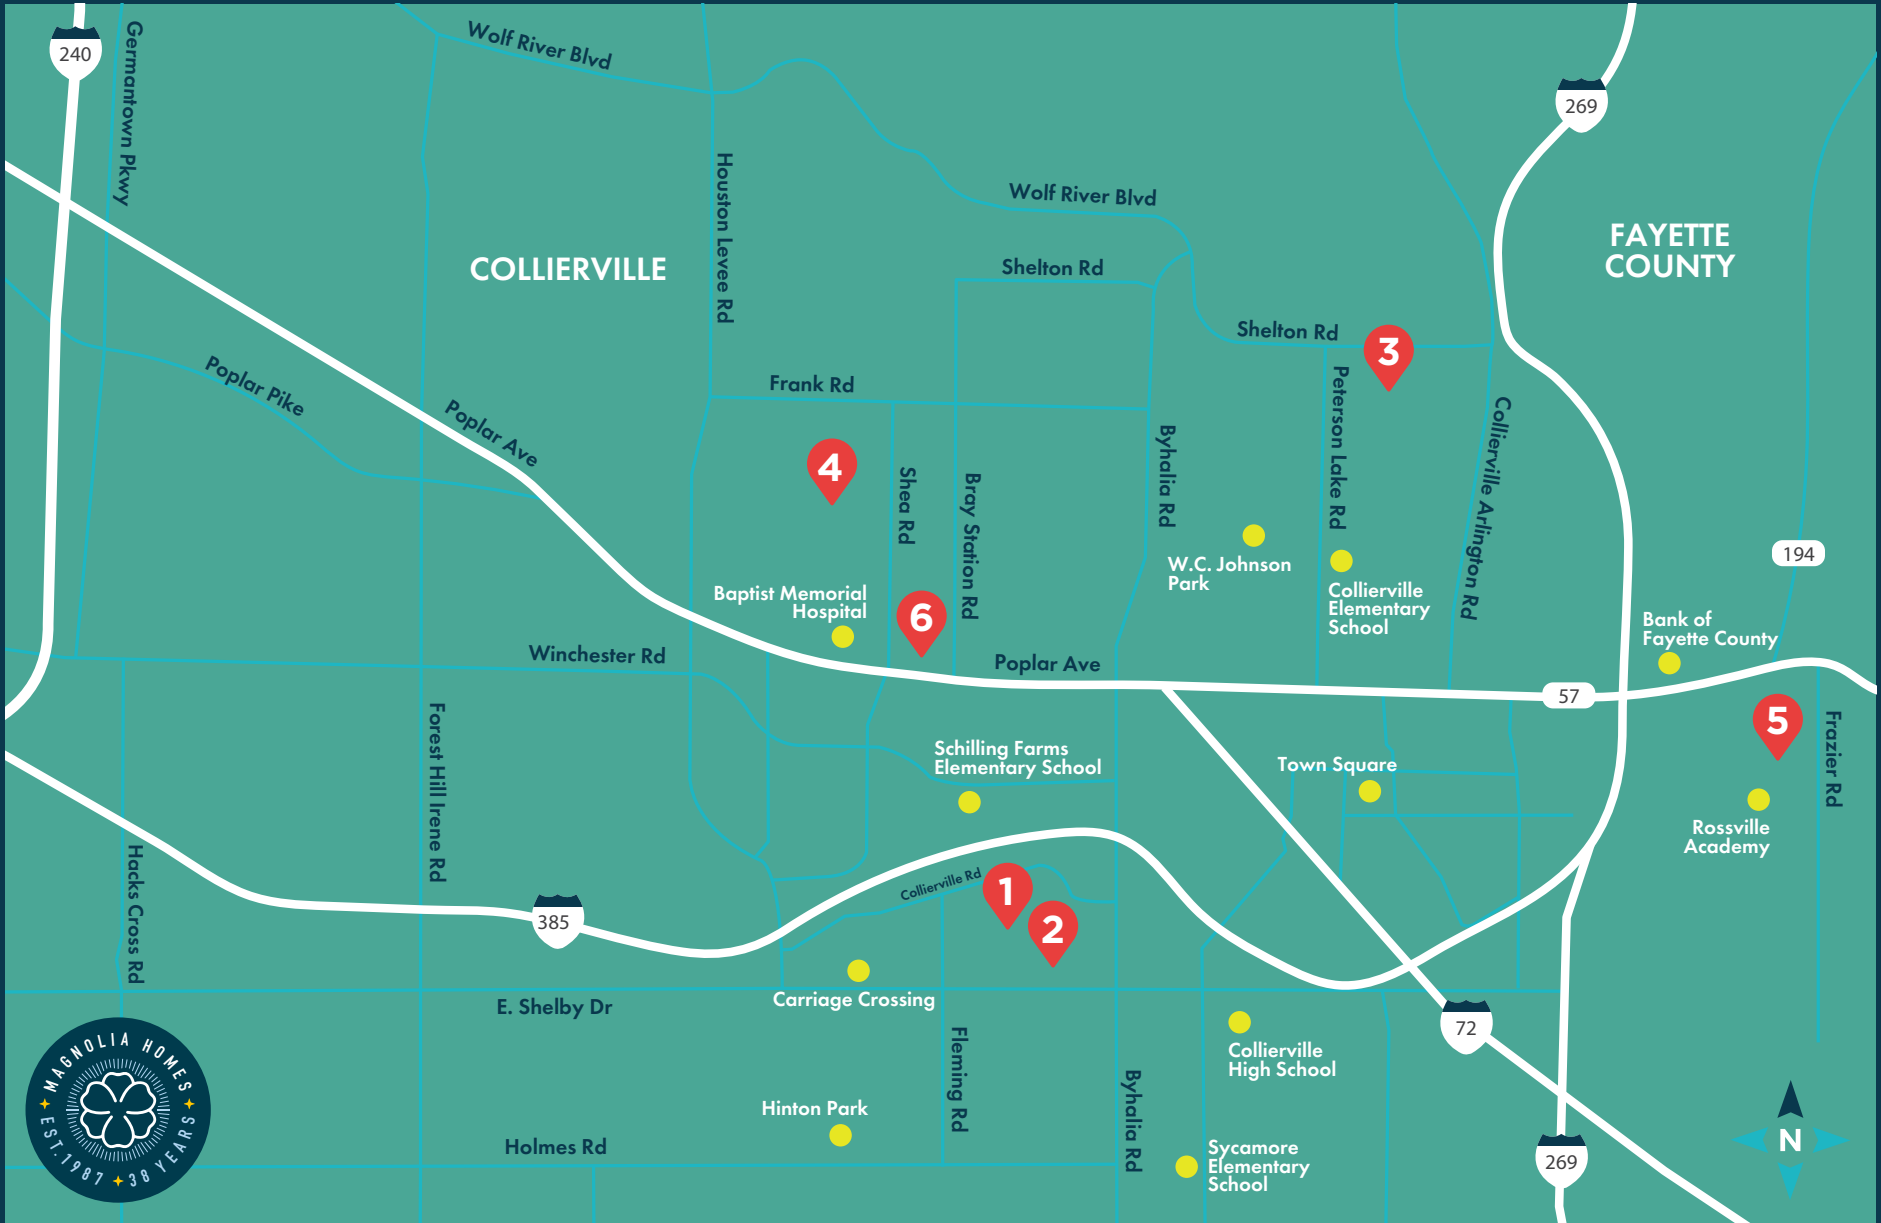 240
Germantown Pkwy
Wolf River Blvd
269
Houston Levee Rd
Wolf River Blvd
FAYETTE
COUNTY
COLLIERVILLE
Shelton Rd
Shelton Rd
3
Poplar Pike
Poplar Ave
Frank Rd
Peterson Lake Rd
Collierville Arlington Rd
4
Shea Rd
Bray Station Rd
Byhalia Rd
W.C. Johnson
Park
Collierville
Elementary
School
194
Baptist Memorial
Hospital
6
Bank of
Fayette County
Winchester Rd
Poplar Ave
57
5
Frazier Rd
Forest Hill Irene Rd
Schilling Farms
Elementary School
Town Square
Rossville
Academy
Hacks Cross Rd
385
Collierville Rd
1
2
Carriage Crossing
E. Shelby Dr
72
Collierville
High School
Fleming Rd
Byhalia Rd
Hinton Park
Holmes Rd
Sycamore
Elementary
School
269
N
MAGNOLIA HOMES
EST. 1987
38 YEARS